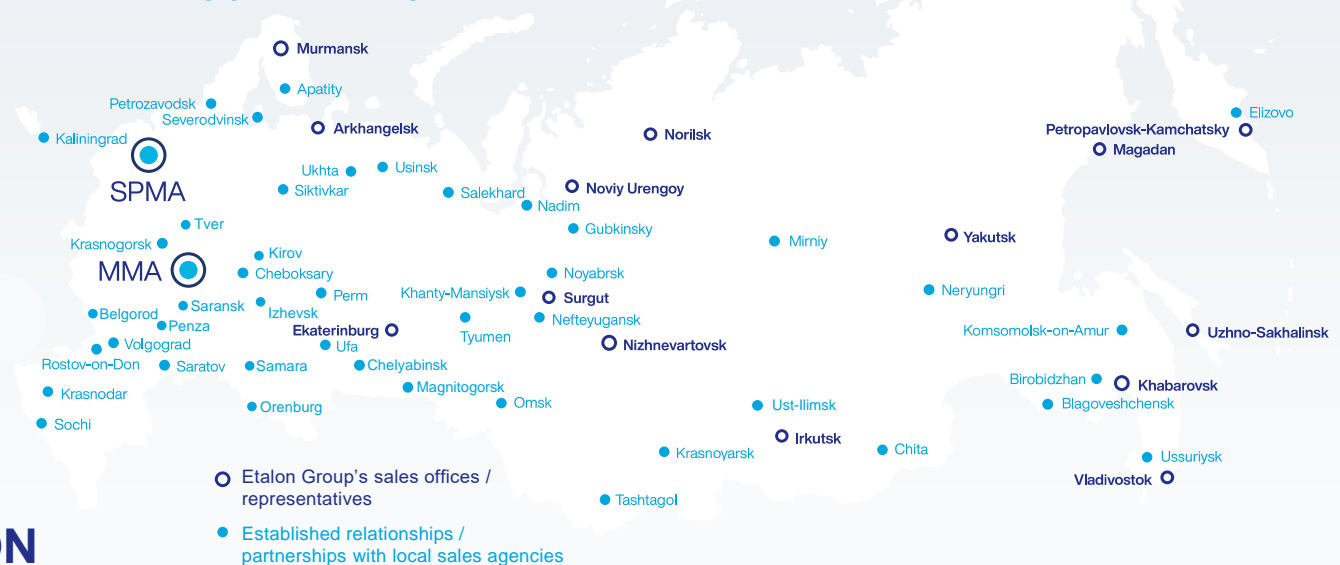 Murmansk
Apatity
Petrozavodsk
Severodvinsk
Arkhangelsk
Kaliningrad
SPMA
Ukhta
Usinsk
Siktivkar
Salekhard
Norilsk
Noviy Urengoy
Nadim
Gubkinsky
Elizovo
Petropavlovsk-Kamchatsky
Magadan
Yakutsk
Mirniy
Neryungri
Tver
Krasnogorsk
MMA
Kirov
Cheboksary
Perm
Khanty-Mansiysk
Noyabrsk
Surgut
Nefteyugansk
Nizhnevartovsk
Belgorod
Saransk
Izhevsk
Penza
Ekaterinburg
Tyumen
Volgograd
Ufa
Rostov-on-Don
Saratov
Samara
Chelyabinsk
Magnitogorsk
Omsk
Krasnodar
Orenburg
Sochi
Komsomolsk-on-Amur
Uzhno-Sakhalinsk
Birobidzhan
Khabarovsk
Blagoveshchensk
Ust-Ilimsk
Irkutsk
Krasnoyarsk
Chita
Ussuriysk
Vladivostok
Tashtagol
Etalon Group’s sales offices /
representatives
Established relationships /
partnerships with local sales agencies